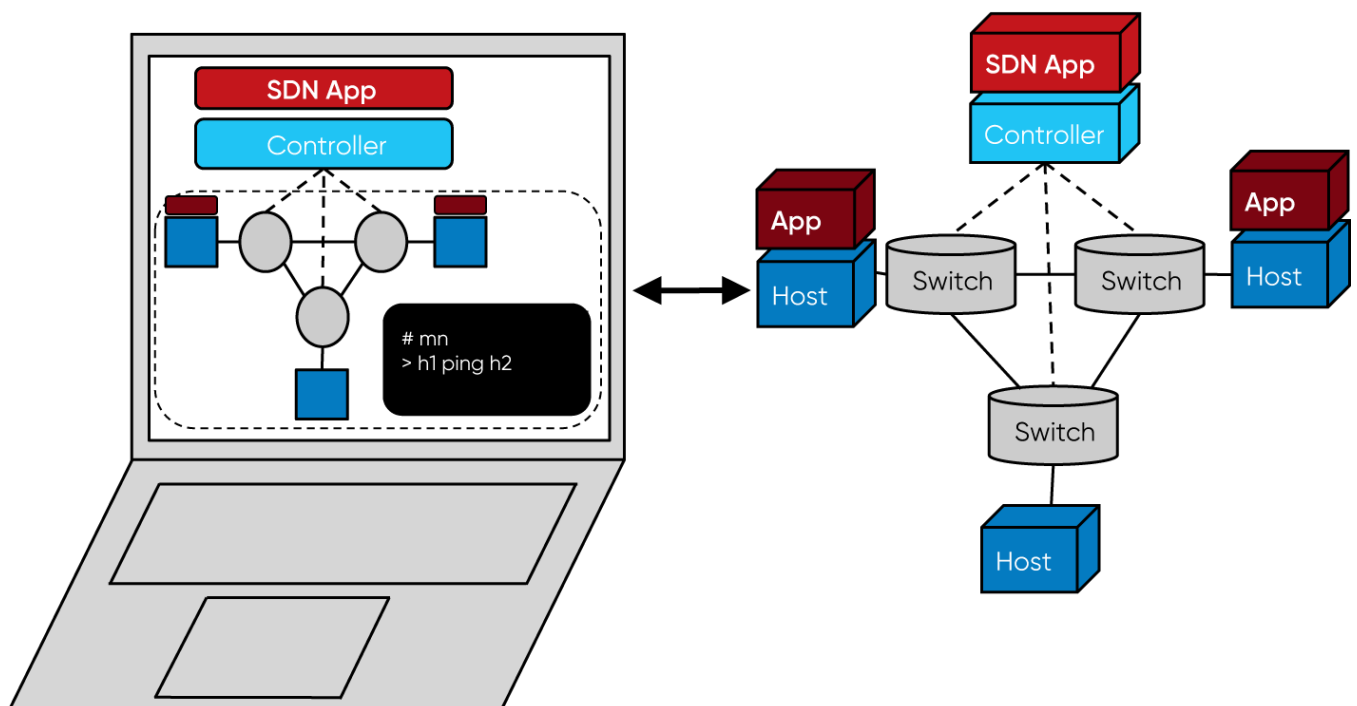 SDN App
Controller
# mn
> h1 ping h2
SDN App
Controller
App
Host
Switch
Switch
App
Host
Switch
Host